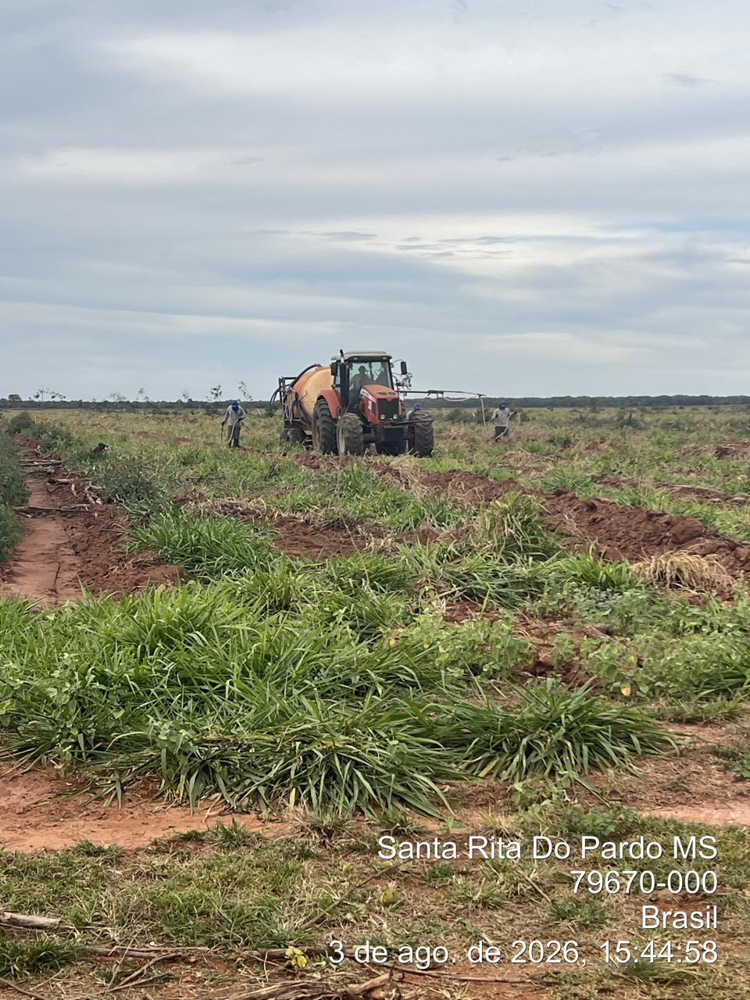 Santa Rita Do Pardo MS
79670-000
Brasil
3 de ago. de 2026, 15:44:58